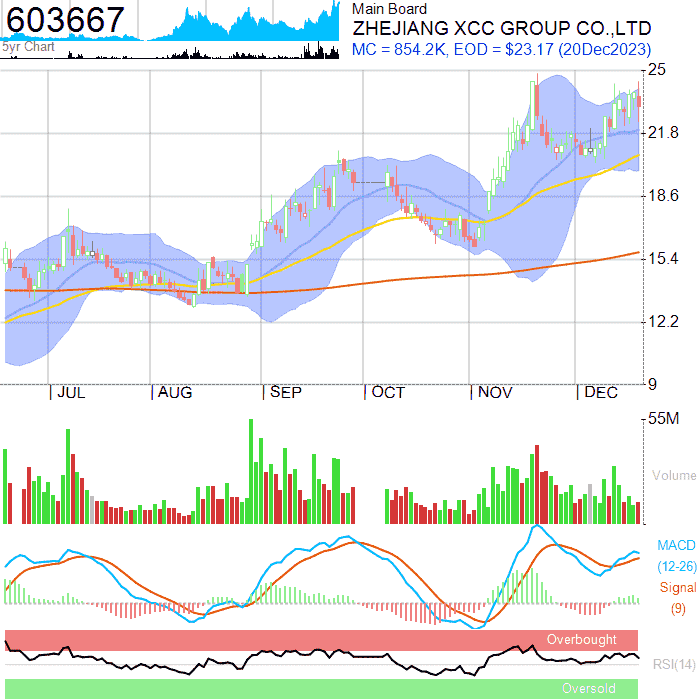 603667
5yr Chart
Main Board
ZHEJIANG XCC GROUP CO.,LTD
MC = 854.2K, EOD = $23.17 (20Dec2023)
25
21.8
18.6
15.4
12.2
9
JUL AUG SEP OCT NOV DEC
55M
Volume
MACD
(12-26)
Signal
(9)
Overbought
RSI(14)
Oversold